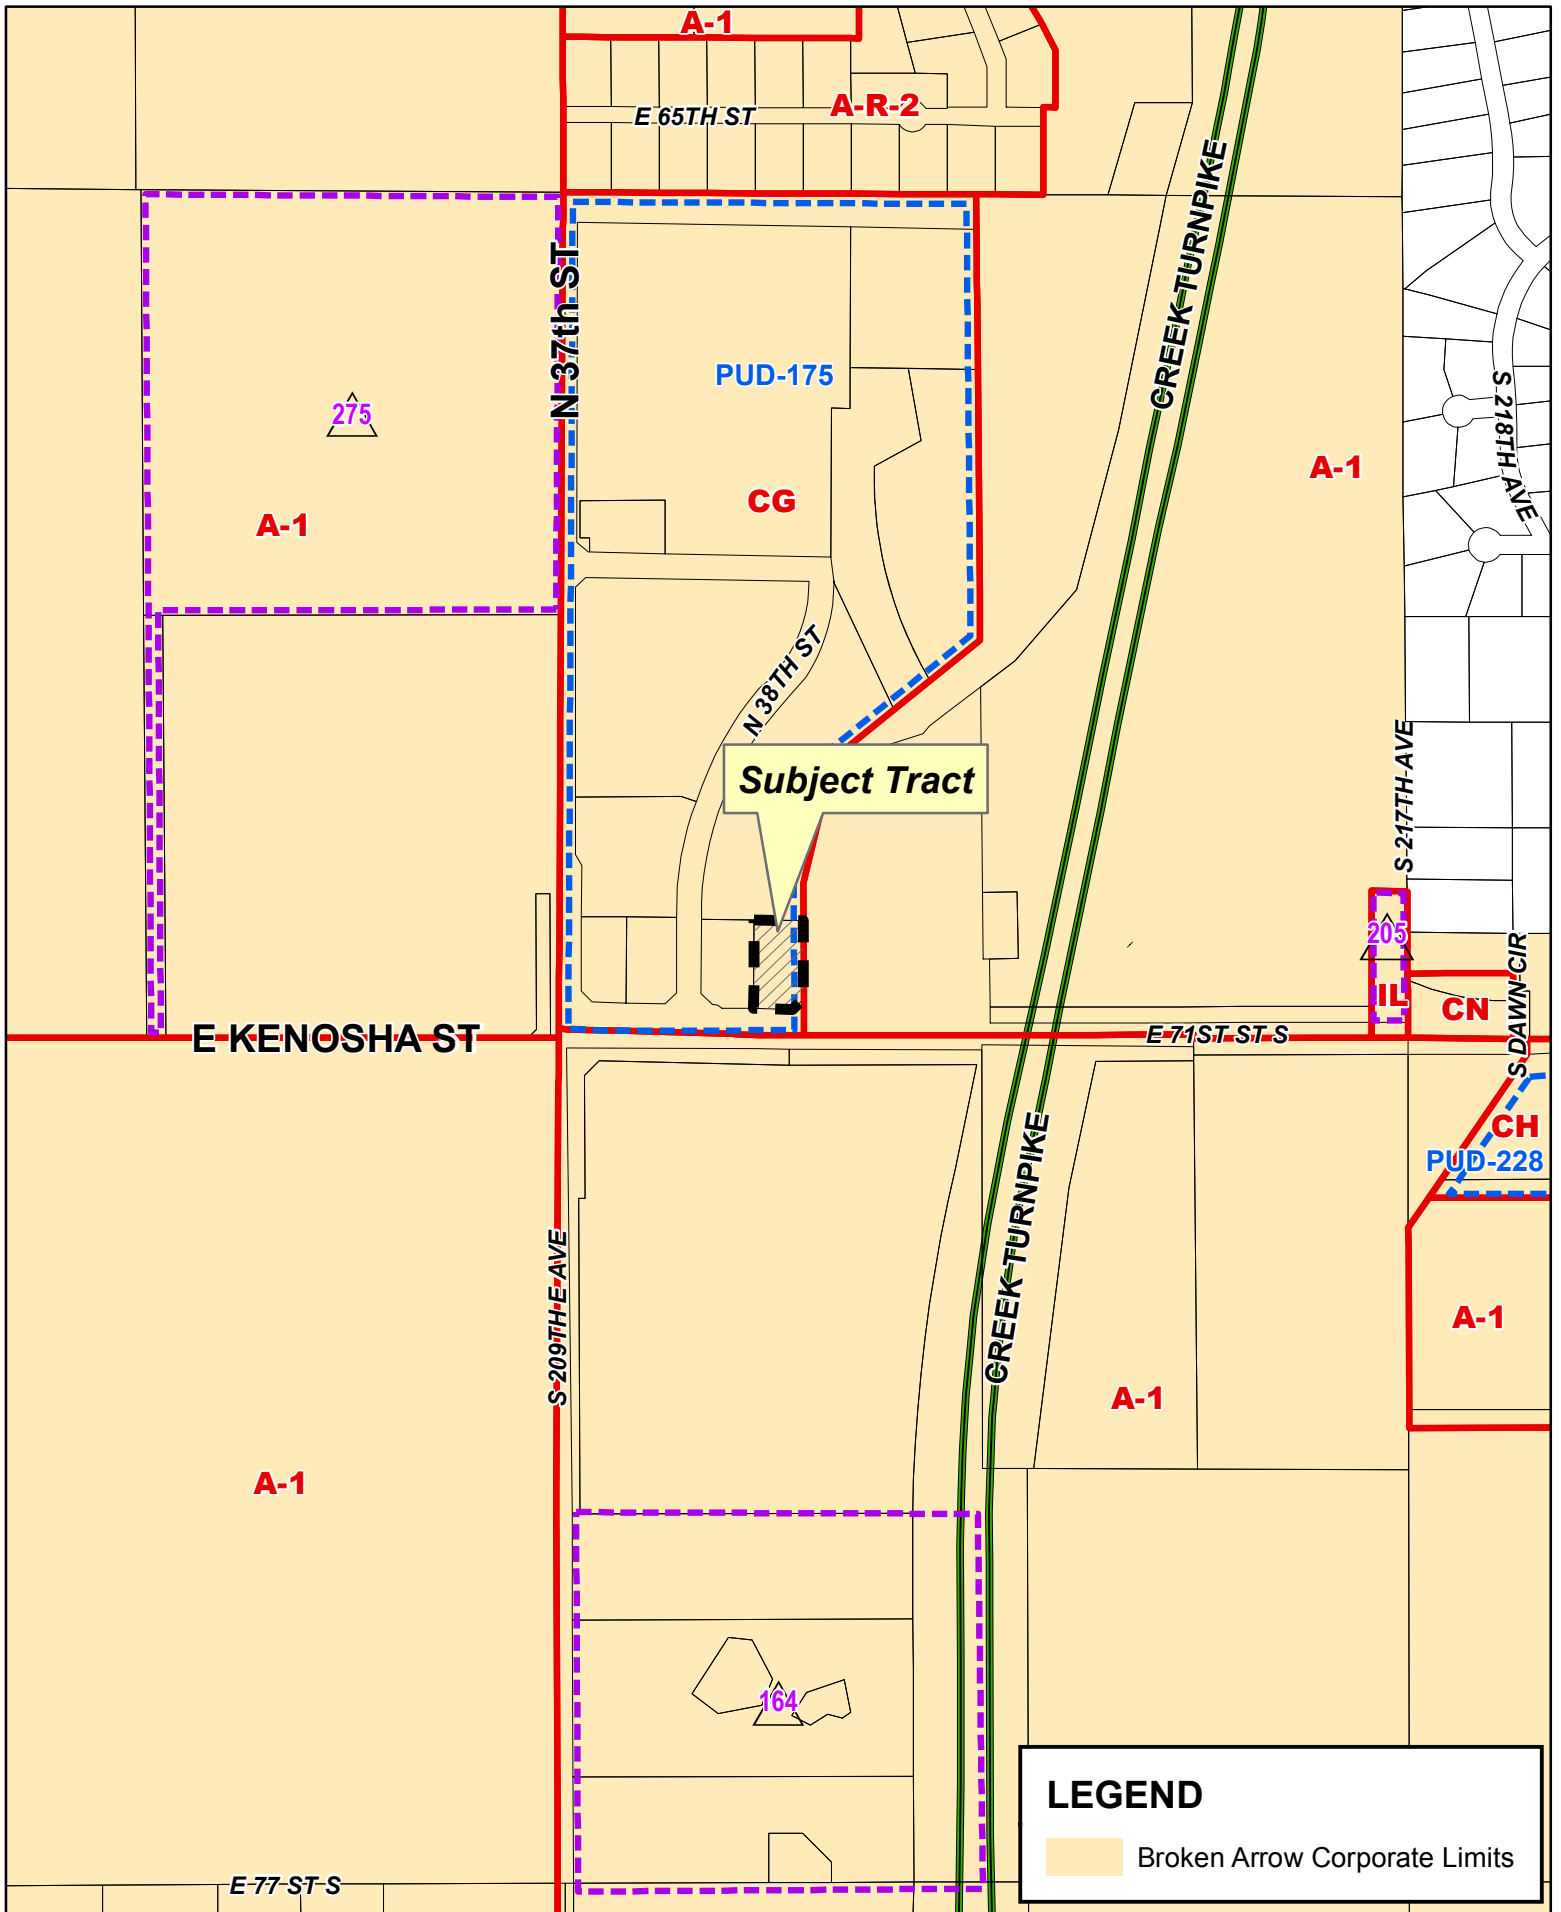 A-1
A-R-2
E 65TH ST
CREEK TURNPIKE
N 37th ST
PUD-175
S 218TH AVE
275
A-1
CG
A-1
N 38TH ST
Subject Tract
S 217TH AVE
205
IL
CN
S DAWN CIR
E KENOSHA ST
E 71ST ST S
CH
PUD-228
CREEK TURNPIKE
S 209TH E AVE
A-1
A-1
A-1
164
LEGEND
Broken Arrow Corporate Limits
E 77 ST S